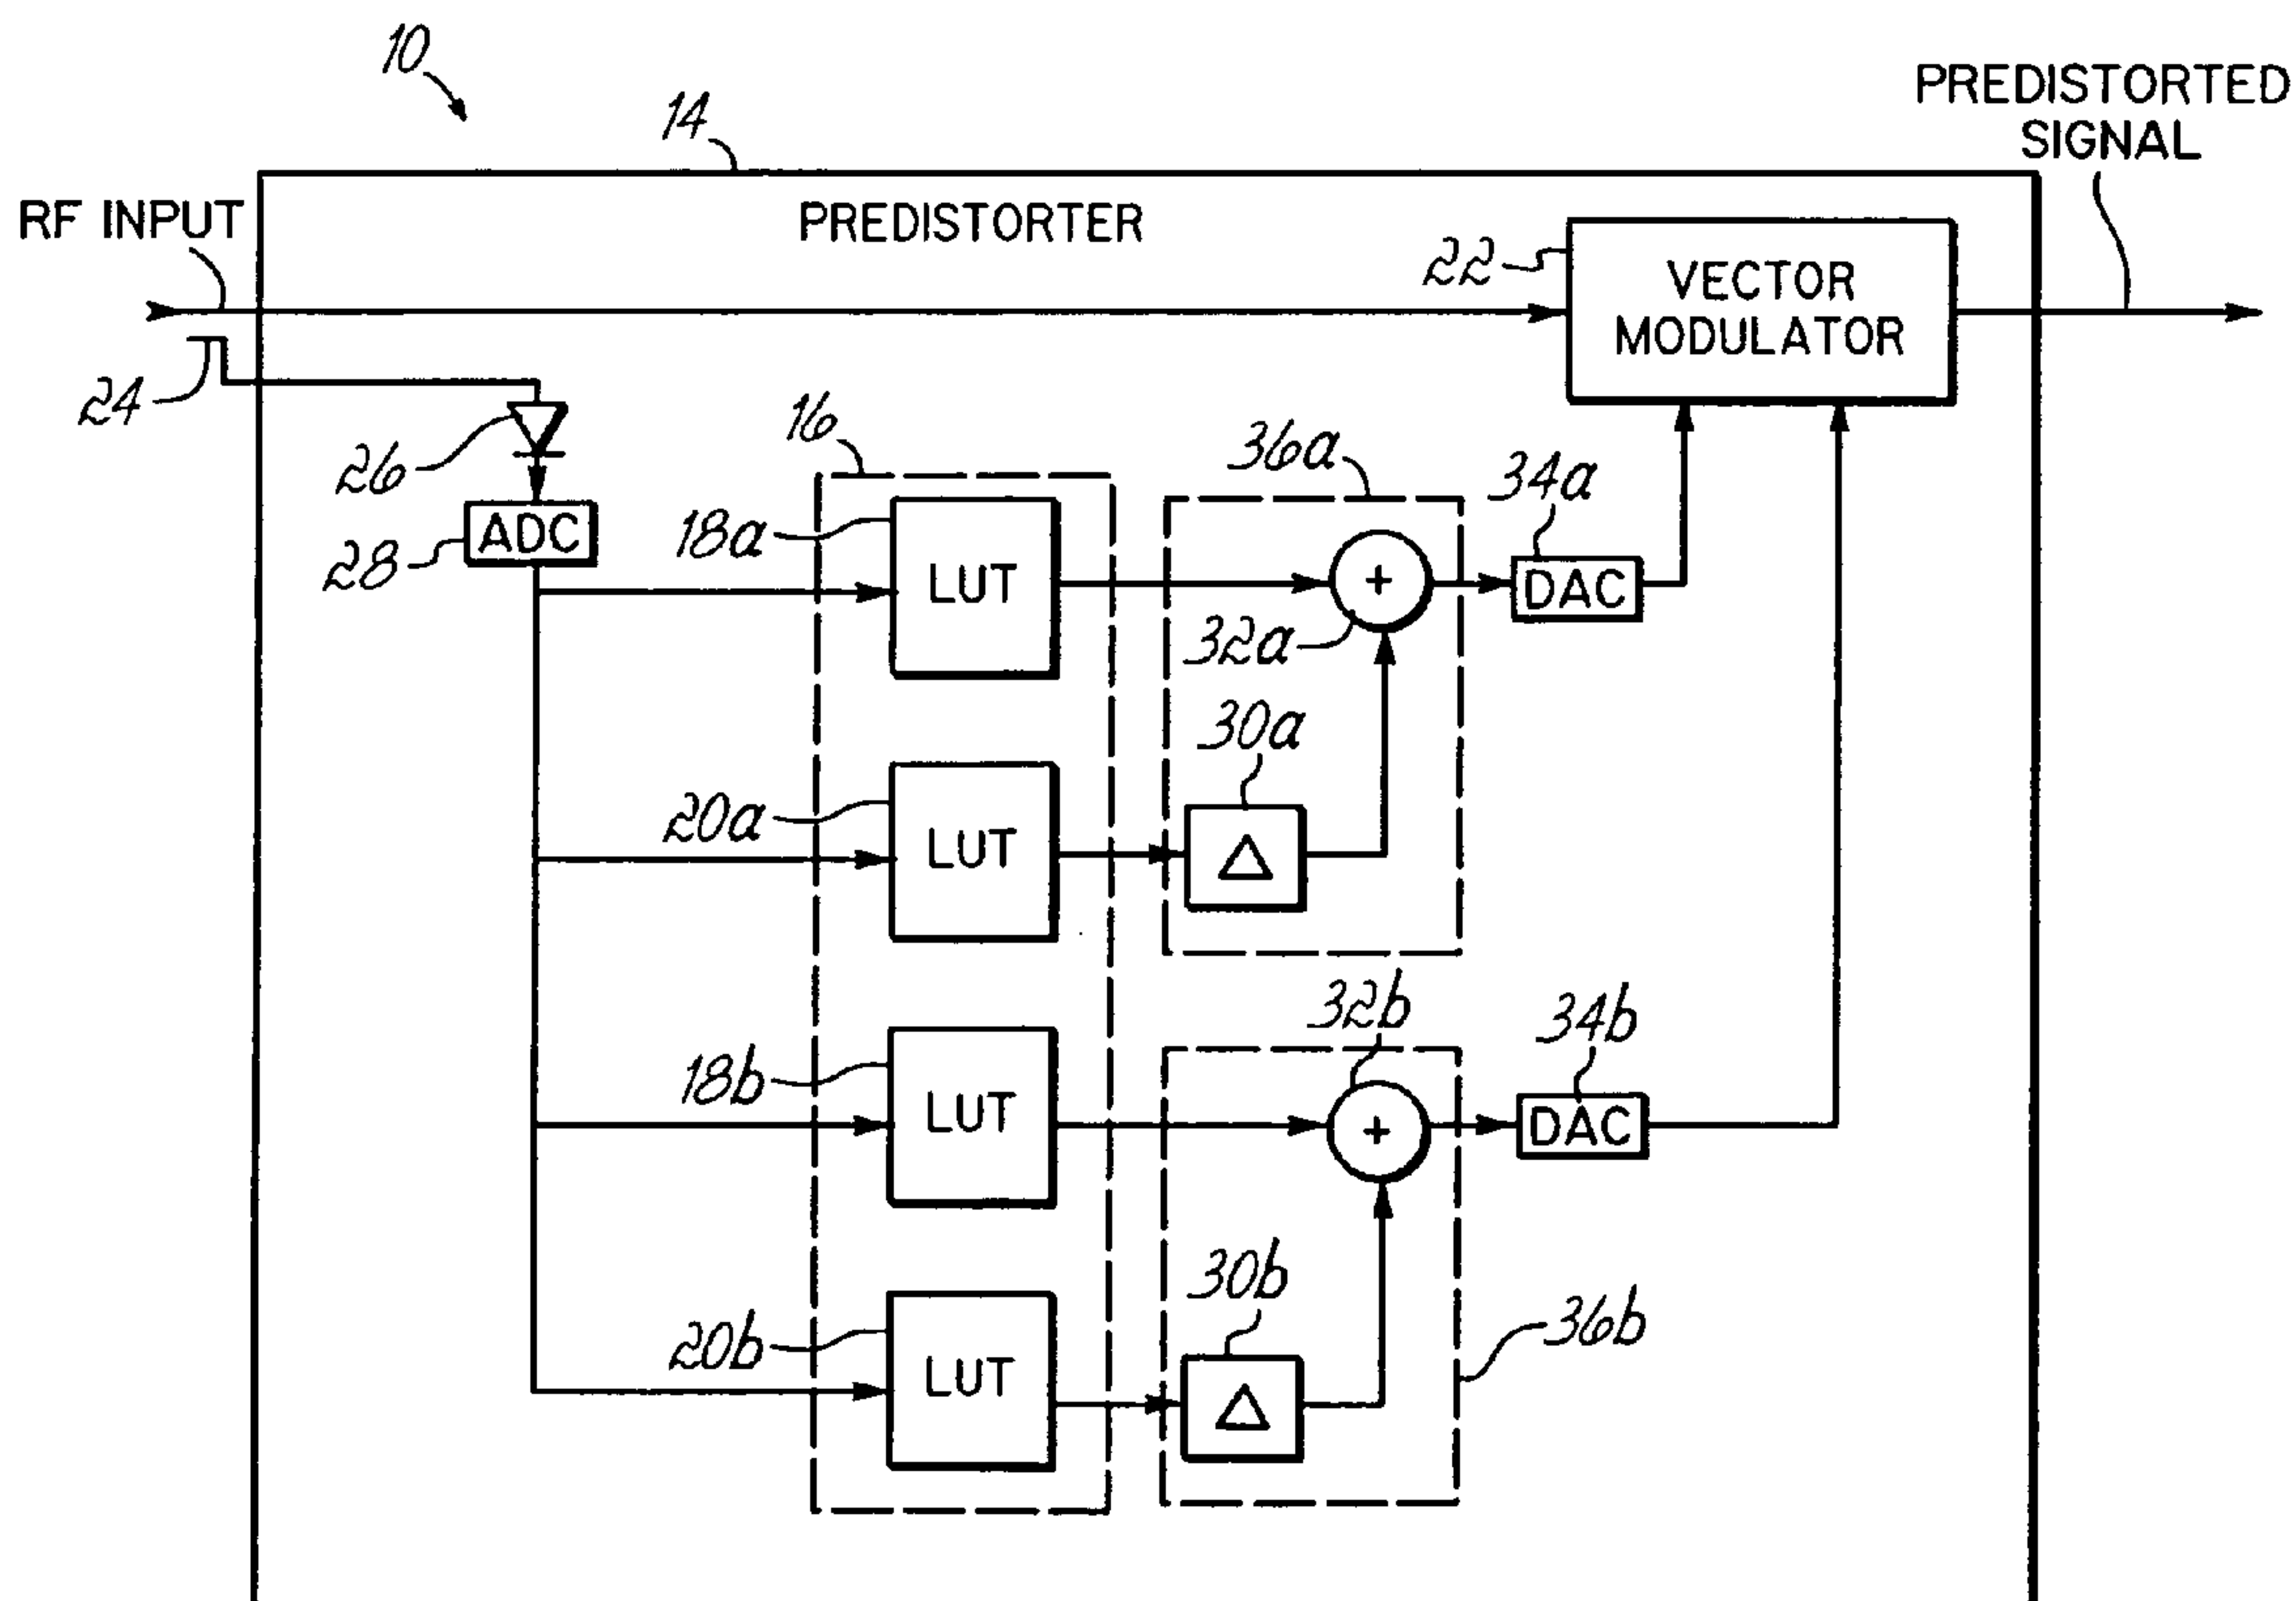 10
14
PREDISTORTED
SIGNAL
RF INPUT
PREDISTORTER
22
VECTOR
MODULATOR
24
26
16
36a
34a
18a
ADC
28
LUT
+
DAC
32a
30a
20a
LUT
Δ
32b
34b
18b
LUT
+
DAC
30b
36b
20b
LUT
Δ